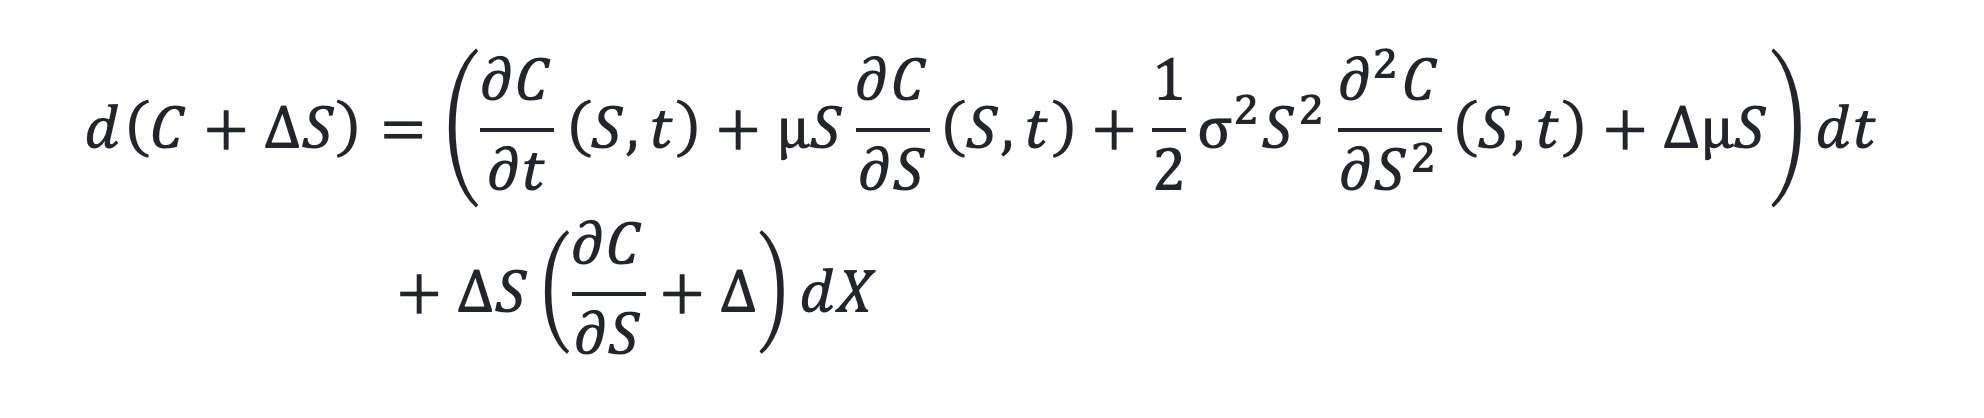 d(C + ΔS) = (∂C/∂t (S, t) + μS ∂C/∂S (S, t) + 1/2 σ²S² ∂²C/∂S² (S, t) + ΔμS) dt
+ ΔS (∂C/∂S + Δ) dX